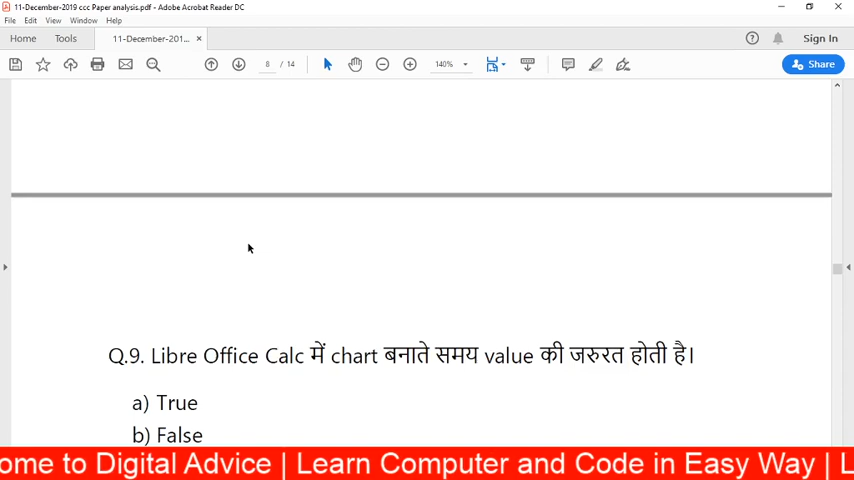 11-December-2019 ccc Paper analysis.pdf - Adobe Acrobat Reader DC
File Edit View Window Help
Home Tools 11-December-201... × Sign In
8 / 14 140% Share
Q.9. Libre Office Calc में chart बनाते समय value की जरुरत होती है।
a) True
b) False
ome to Digital Advice | Learn Computer and Code in Easy Way | L